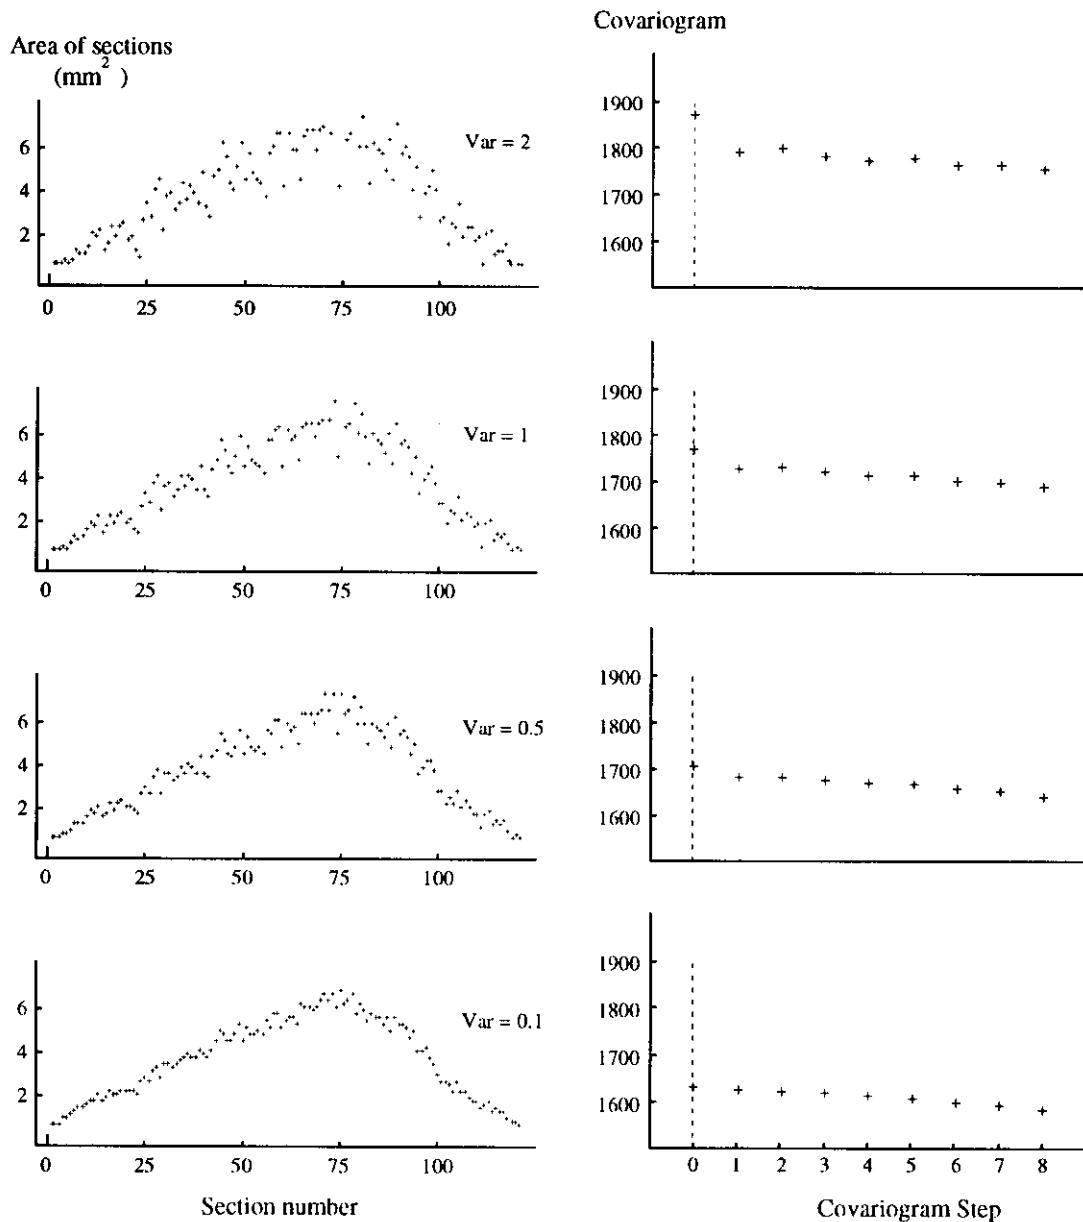 Covariogram
Area of sections
(mm2 )
6
4
2
Var = 2
0 25 50 75 100
1900
1800
1700
1600
6
4
2
Var = 1
0 25 50 75 100
1900
1800
1700
1600
6
4
2
Var = 0.5
0 25 50 75 100
1900
1800
1700
1600
6
4
2
Var = 0.1
0 25 50 75 100
Section number
1900
1800
1700
1600
0 1 2 3 4 5 6 7 8
Covariogram Step